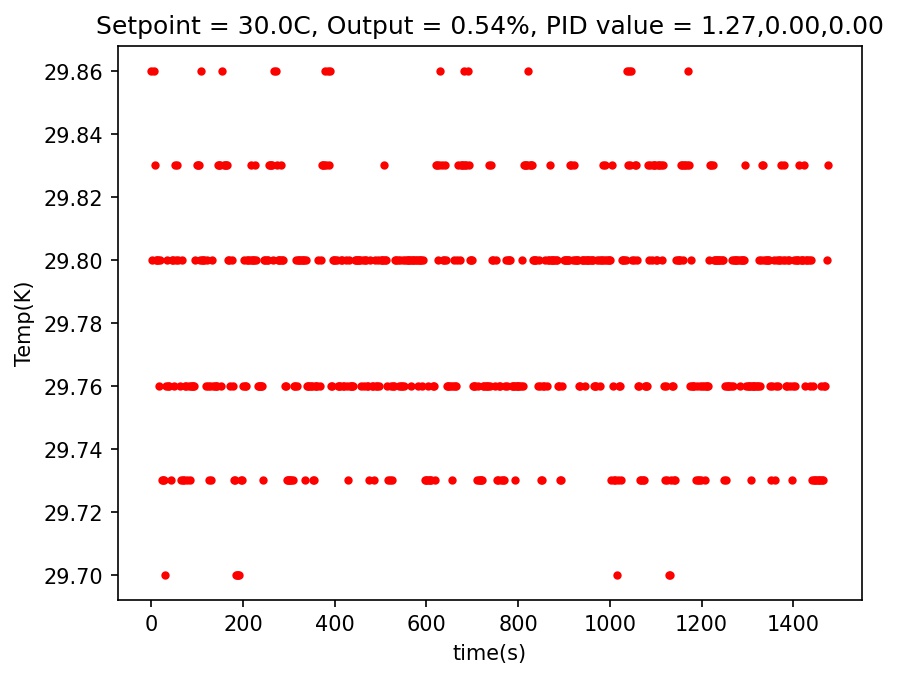 Setpoint = 30.0C, Output = 0.54%, PID value = 1.27,0.00,0.00
29.86
29.84
29.82
29.80
29.78
29.76
29.74
29.72
29.70
Temp(K)
0 200 400 600 800 1000 1200 1400
time(s)